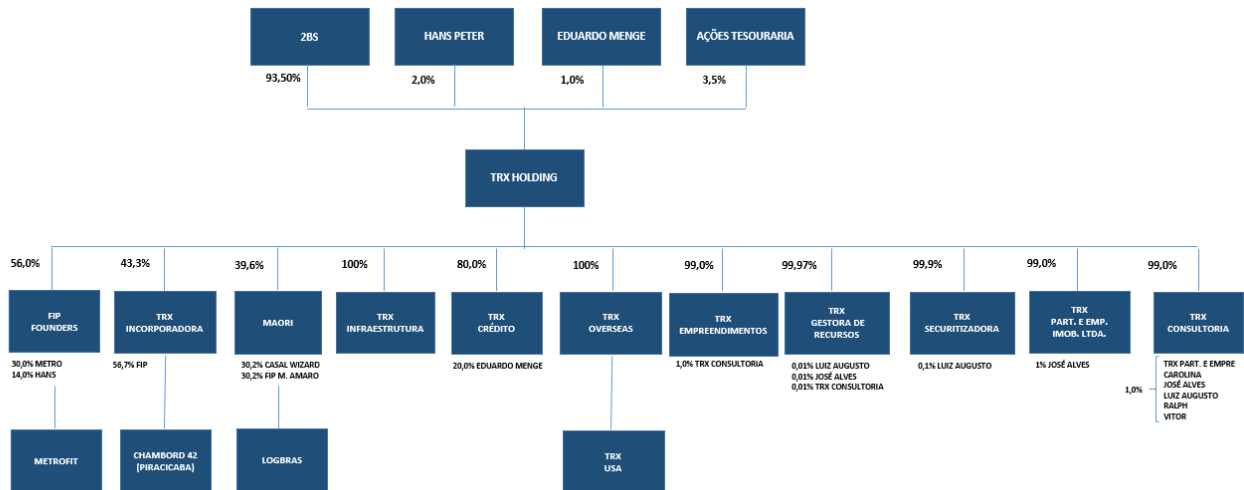 2BS
HANS PETER
EDUARDO MENGE
AÇÕES TESOURARIA
93,50%
2,0%
1,0%
3,5%
TRX HOLDING
56,0%
43,3%
39,6%
100%
80,0%
100%
99,0%
99,97%
99,9%
99,0%
99,0%
FIP
FOUNDERS
TRX
INCORPORADORA
MAORI
TRX
INFRAESTRUTURA
TRX
CRÉDITO
TRX
OVERSEAS
TRX
EMPREENDIMENTOS
TRX
GESTORA DE
RECURSOS
TRX
SECURITIZADORA
TRX
PART. E EMP.
IMOB. LTDA.
TRX
CONSULTORIA
30,0% METRO
14,0% HANS
56,7% FIP
30,2% CASAL WIZARD
30,2% FIP M. AMARO
20,0% EDUARDO MENGE
1,0% TRX CONSULTORIA
0,01% LUIZ AUGUSTO
0,01% JOSÉ ALVES
0,01% TRX CONSULTORIA
0,1% LUIZ AUGUSTO
1% JOSÉ ALVES
1,0%
TRX PART. E EMPRE
CAROLINA
JOSÉ ALVES
LUIZ AUGUSTO
RALPH
VITOR
METROFIT
CHAMBORD 42
(PIRACICABA)
LOGBRAS
TRX
USA